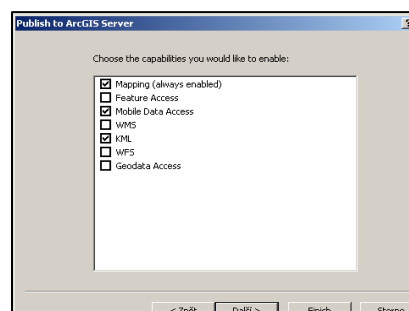 Publish to ArcGIS Server
Choose the capabilities you would like to enable:
Mapping (always enabled)
Feature Access
Mobile Data Access
WMS
KML
WFS
Geodata Access
< Zpět Další > Finish Storno